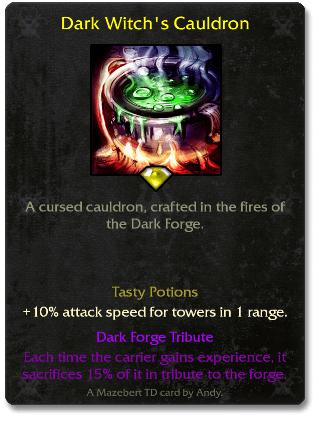 Dark Witch's Cauldron
A cursed cauldron, crafted in the fires of
the Dark Forge.
Tasty Potions
+10% attack speed for towers in 1 range.
Dark Forge Tribute
Each time the carrier gains experience, it
sacrifices 15% of it in tribute to the forge.
A Mazebert TD card by Andy.